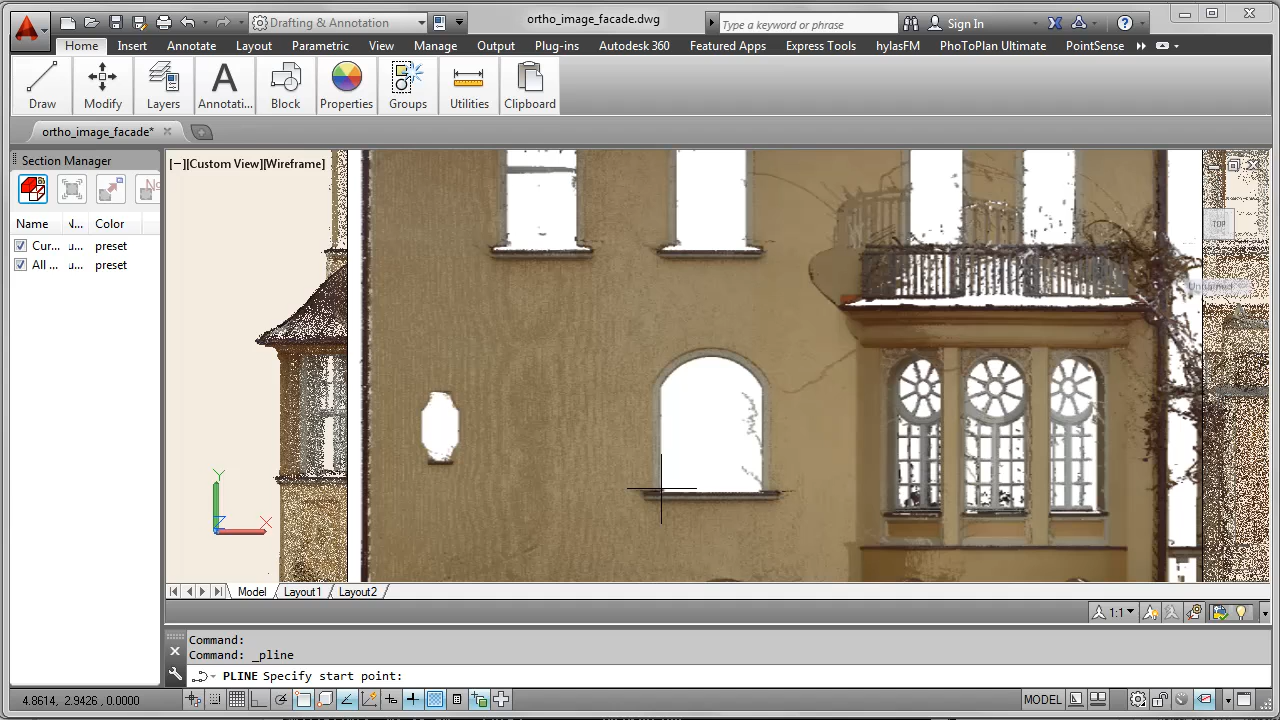 Drafting & Annotation
ortho_image_facade.dwg
Type a keyword or phrase
Sign In
Home Insert Annotate Layout Parametric View Manage Output Plug-ins Autodesk 360 Featured Apps Express Tools hylasFM PhoToPlan Ultimate PointSense
Draw Modify Layers Annotati... Block Properties Groups Utilities Clipboard
ortho_image_facade*
Section Manager
[−][Custom View][Wireframe]
TOP
Name Color
Cur... preset
All ... preset
Unnamed
Y
X
Model Layout1 Layout2
1:1
Command:
Command: _pline
PLINE Specify start point:
4.8614, 2.9426, 0.0000
MODEL